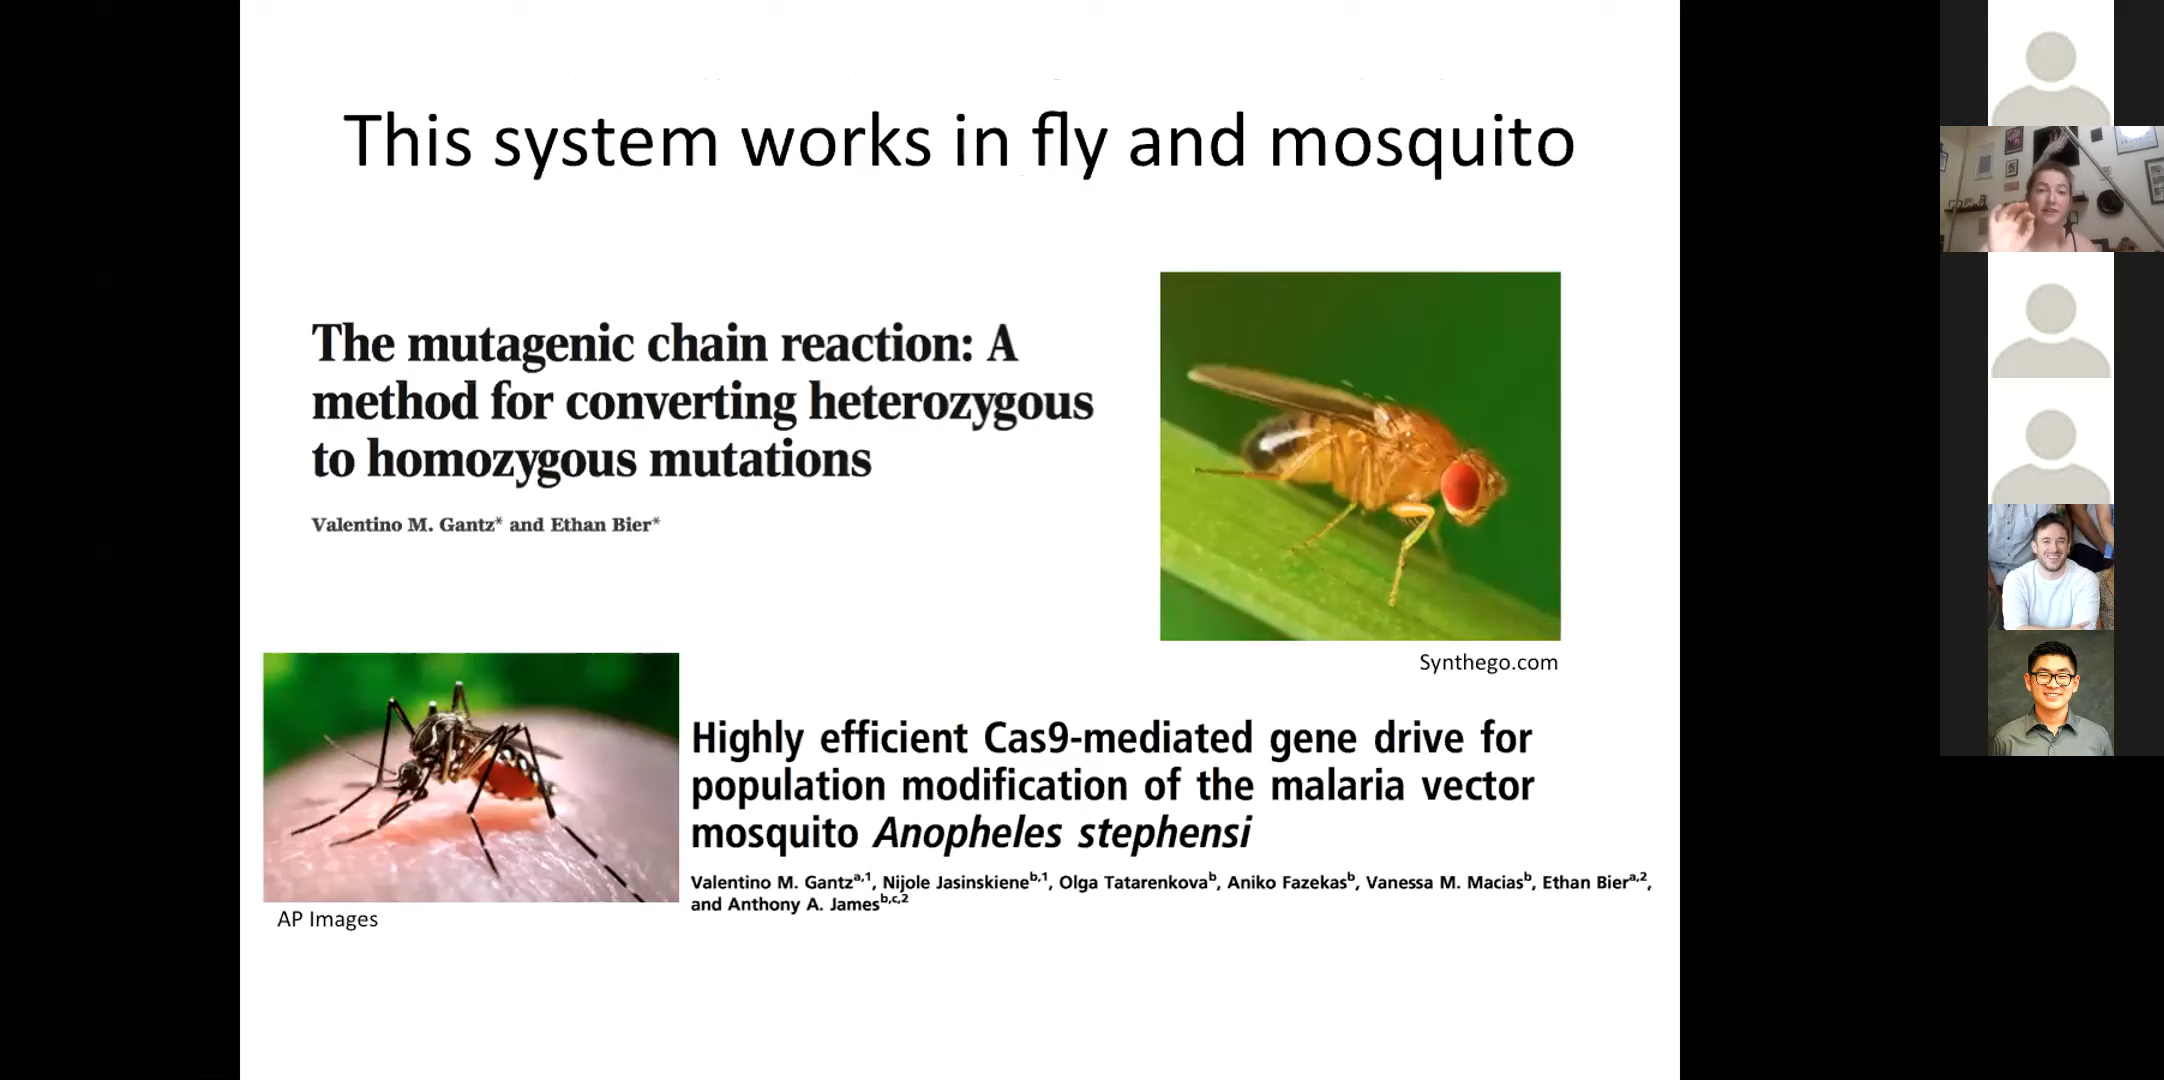 This system works in fly and mosquito
The mutagenic chain reaction: A
method for converting heterozygous
to homozygous mutations
Valentino M. Gantz* and Ethan Bier*
Synthego.com
Highly efficient Cas9-mediated gene drive for
population modification of the malaria vector
mosquito Anopheles stephensi
Valentino M. Gantzᵃ,¹, Nijole Jasinskieneᵇ,¹, Olga Tatarenkovaᵇ, Aniko Fazekasᵇ, Vanessa M. Maciasᵇ, Ethan Bierᵃ,²,
and Anthony A. Jamesᵇ,ᶜ,²
AP Images